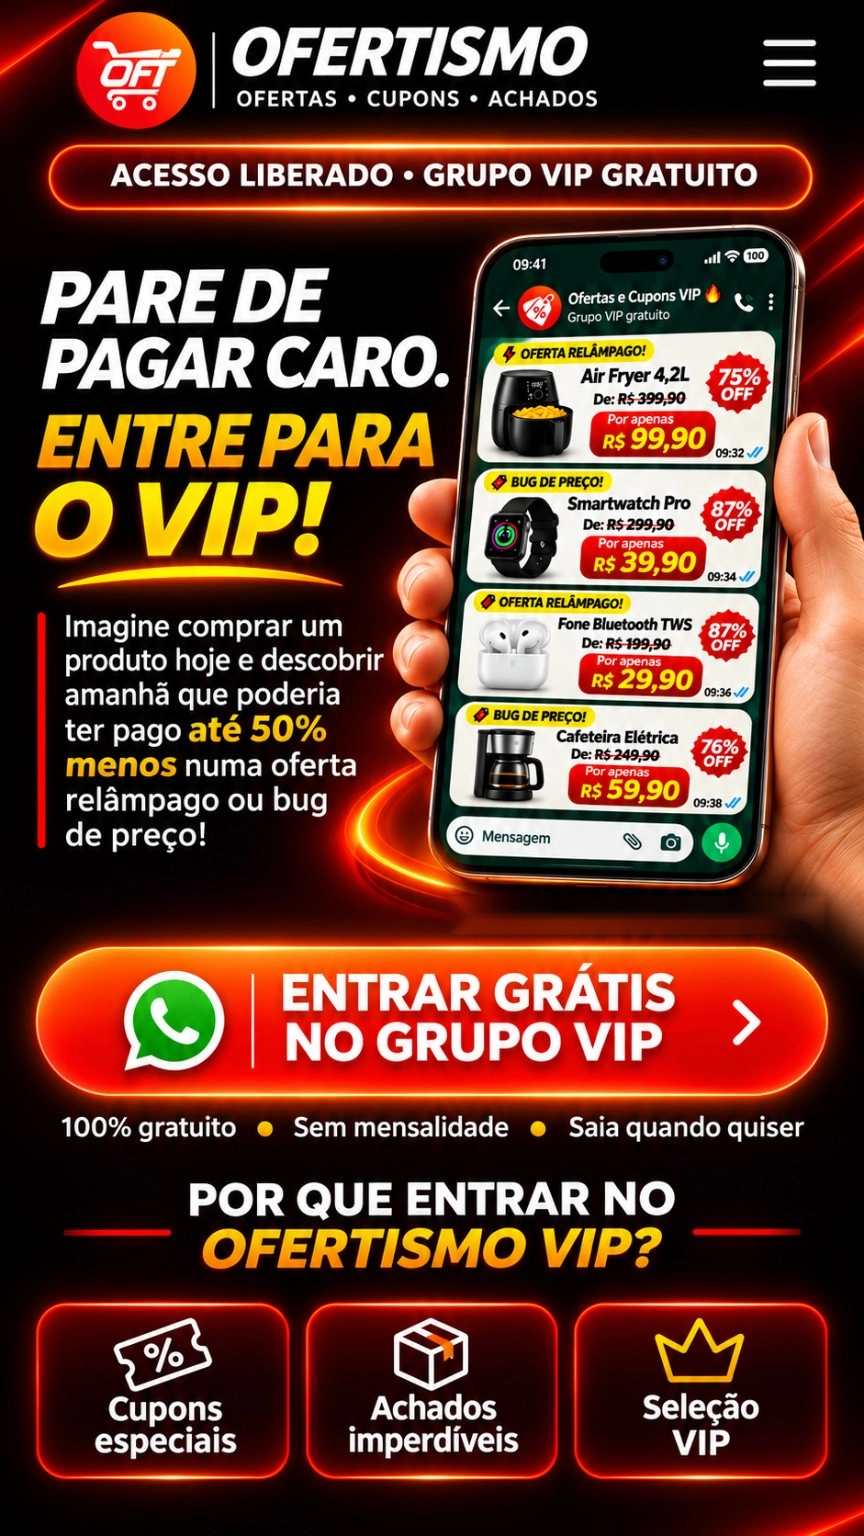 OFT
OFERTISMO
OFERTAS • CUPONS • ACHADOS
ACESSO LIBERADO • GRUPO VIP GRATUITO
PARE DE
PAGAR CARO.
ENTRE PARA
O VIP!
Imagine comprar um
produto hoje e descobrir
amanhã que poderia
ter pago até 50%
menos numa oferta
relâmpago ou bug
de preço!
09:41
100
Ofertas e Cupons VIP 🔥
Grupo VIP gratuito
OFERTA RELÂMPAGO!
Air Fryer 4,2L
De: R$ 399,90
Por apenas
R$ 99,90
75%
OFF
09:32
BUG DE PREÇO!
Smartwatch Pro
De: R$ 299,90
Por apenas
R$ 39,90
87%
OFF
09:34
OFERTA RELÂMPAGO!
Fone Bluetooth TWS
De: R$ 199,90
Por apenas
R$ 29,90
87%
OFF
09:36
BUG DE PREÇO!
Cafeteira Elétrica
De: R$ 249,90
Por apenas
R$ 59,90
76%
OFF
09:38
Mensagem
ENTRAR GRÁTIS
NO GRUPO VIP
100% gratuito • Sem mensalidade • Saia quando quiser
POR QUE ENTRAR NO
OFERTISMO VIP?
%
Cupons
especiais
Achados
imperdíveis
Seleção
VIP